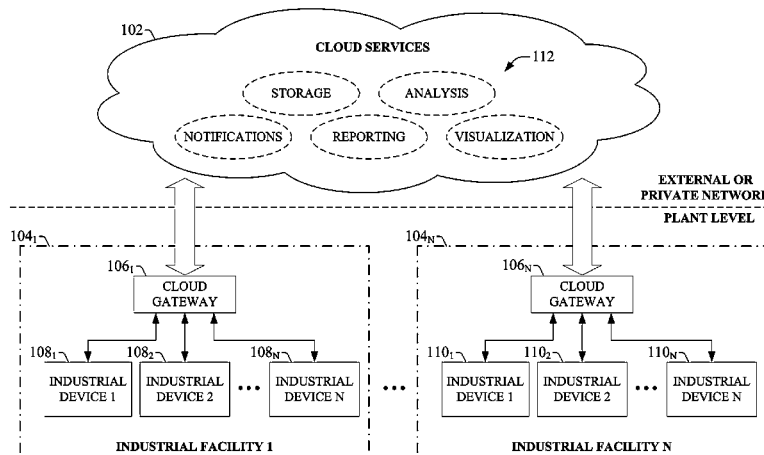 102
CLOUD SERVICES
112
STORAGE
ANALYSIS
NOTIFICATIONS
REPORTING
VISUALIZATION
EXTERNAL OR
PRIVATE NETWORK
PLANT LEVEL
104₁
106₁
CLOUD
GATEWAY
108₁
108₂
108ₙ
INDUSTRIAL
DEVICE 1
INDUSTRIAL
DEVICE 2
•••
INDUSTRIAL
DEVICE N
INDUSTRIAL FACILITY 1
•••
104ₙ
106ₙ
CLOUD
GATEWAY
110₁
110₂
110ₙ
INDUSTRIAL
DEVICE 1
INDUSTRIAL
DEVICE 2
•••
INDUSTRIAL
DEVICE N
INDUSTRIAL FACILITY N